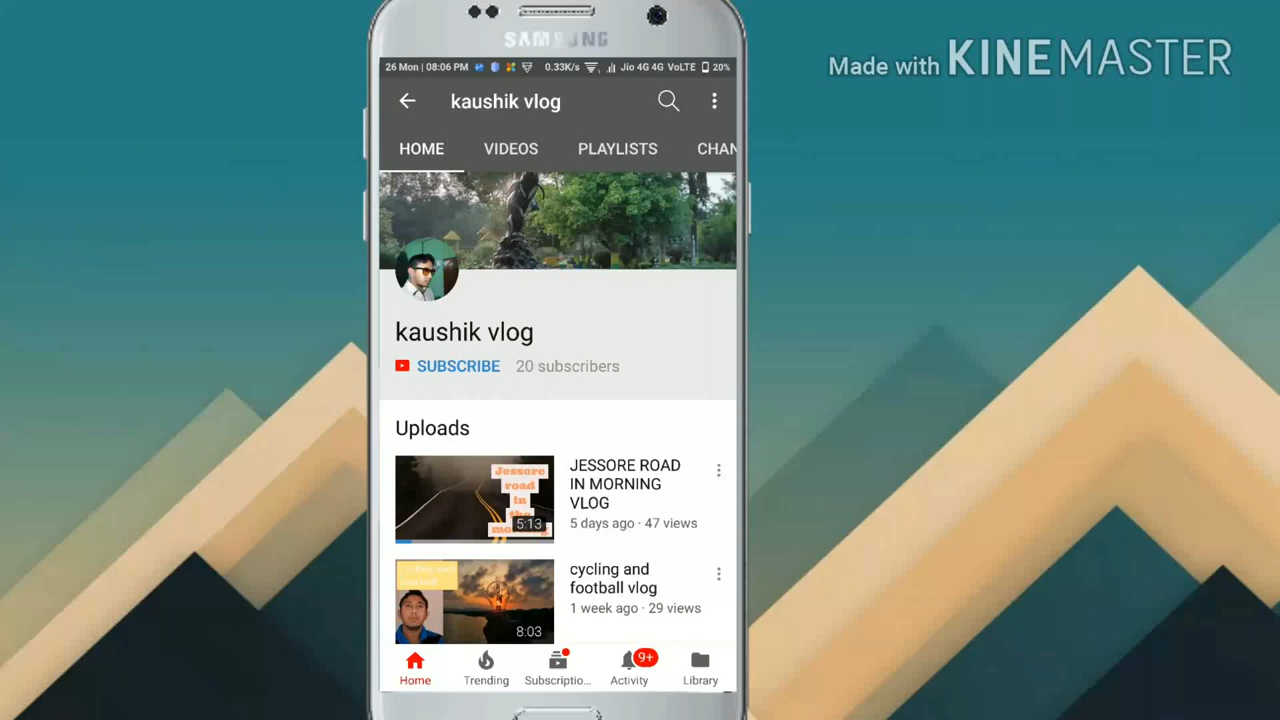 Made with KINEMASTER
SAMSUNG
26 Mon | 08:06 PM 0.33K/s Jio 4G 4G VoLTE 20%
kaushik vlog
HOME VIDEOS PLAYLISTS CHAN
kaushik vlog
SUBSCRIBE 20 subscribers
Uploads
Jessore
road
in
5:13
JESSORE ROAD
IN MORNING
VLOG
5 days ago · 47 views
8:03
cycling and
football vlog
1 week ago · 29 views
9+
Home Trending Subscriptio... Activity Library